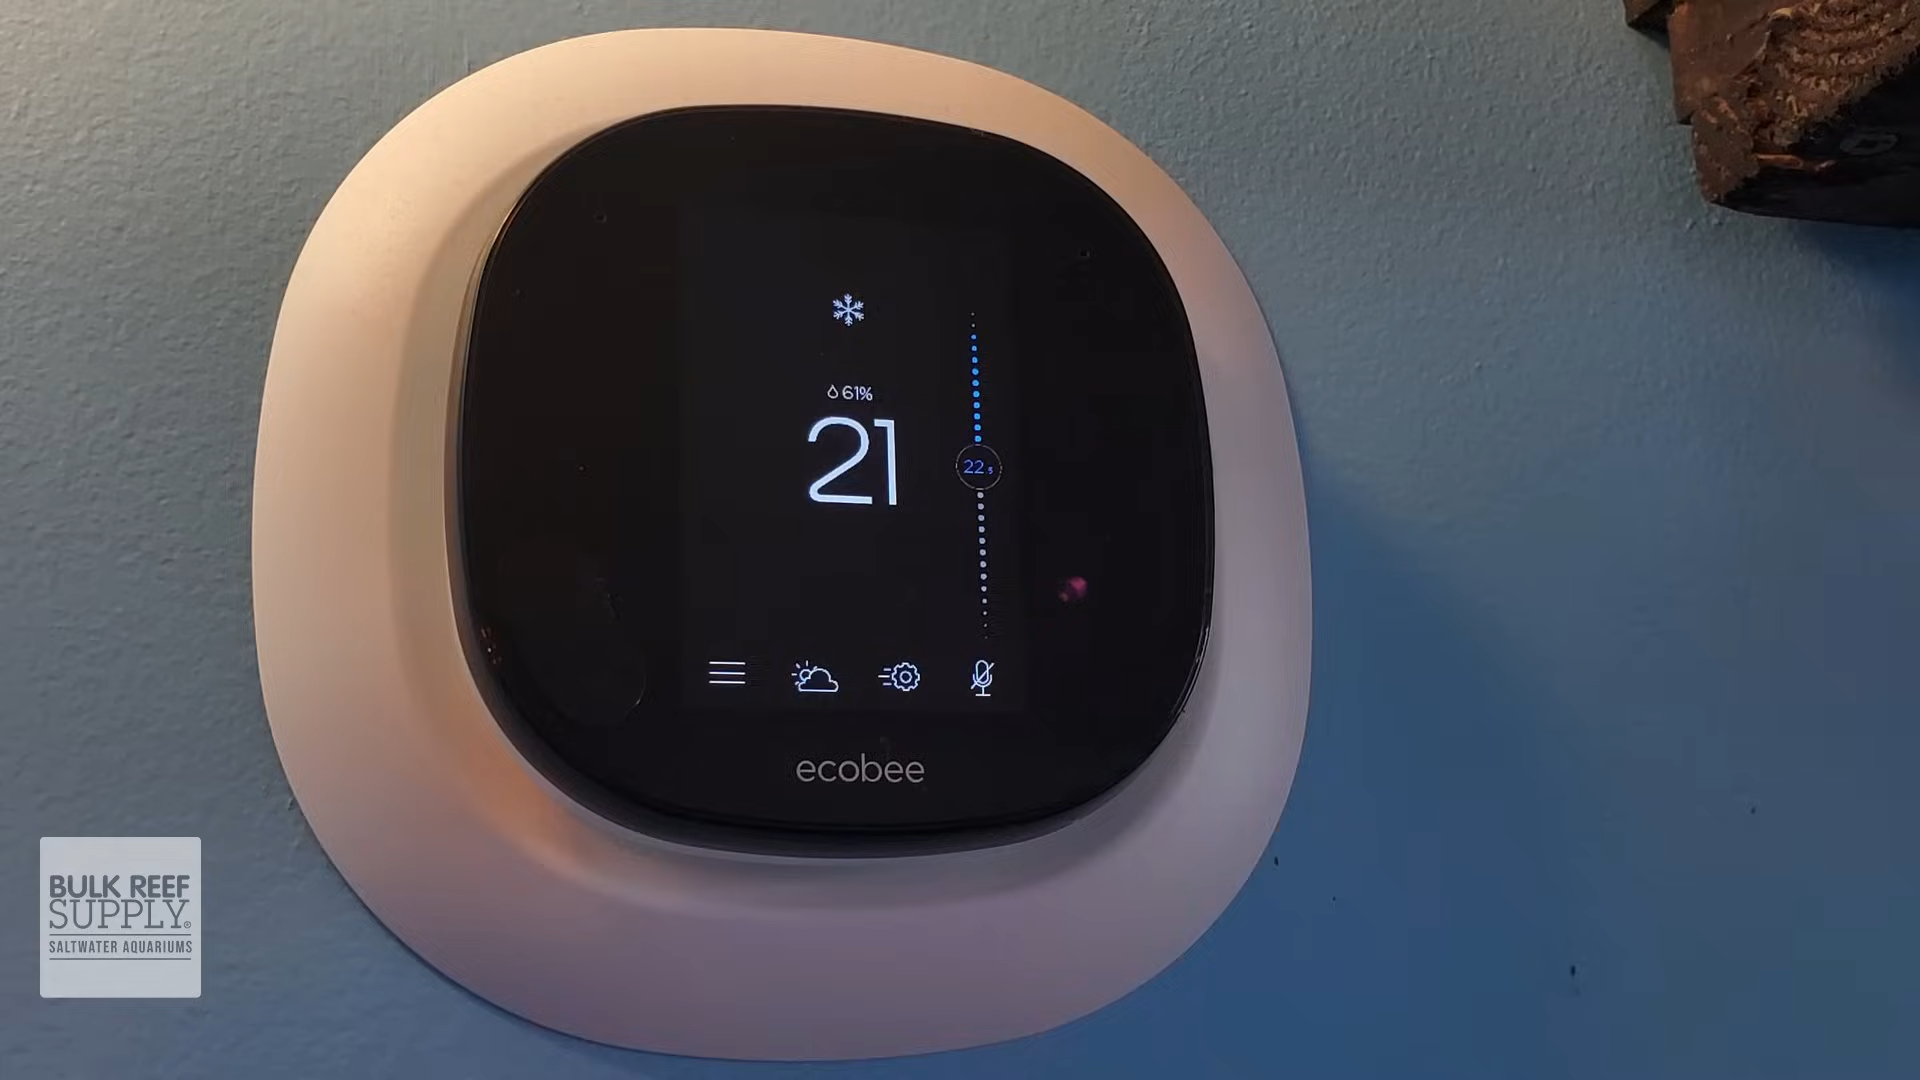 61%
21
22.5
ecobee
BULK REEF
SUPPLY®
SALTWATER AQUARIUMS